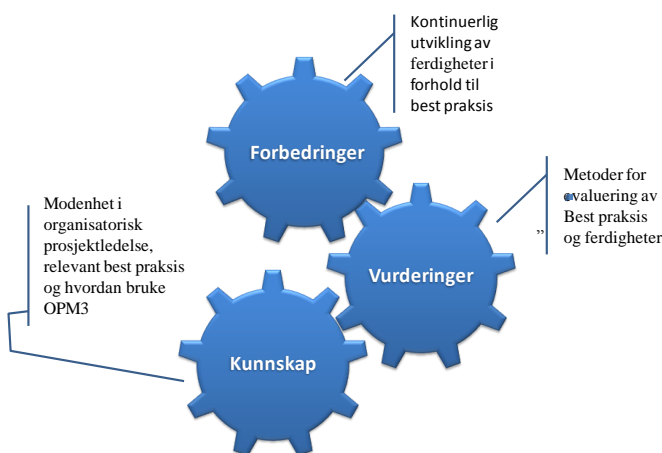 Kontinuerlig
utvikling av
ferdigheter i
forhold til
best praksis
Forbedringer
Metoder for
evaluering av
Best praksis
og ferdigheter
”
Vurderinger
Modenhet i
organisatorisk
prosjektledelse,
relevant best praksis
og hvordan bruke
OPM3
Kunnskap